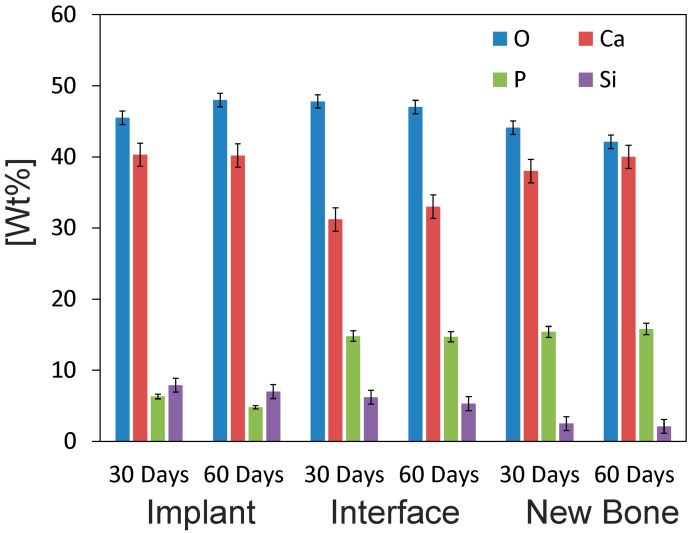 60
O Ca
50
P Si
40
[Wt%]
30
20
10
0
30 Days 60 Days 30 Days 60 Days 30 Days 60 Days
Implant Interface New Bone